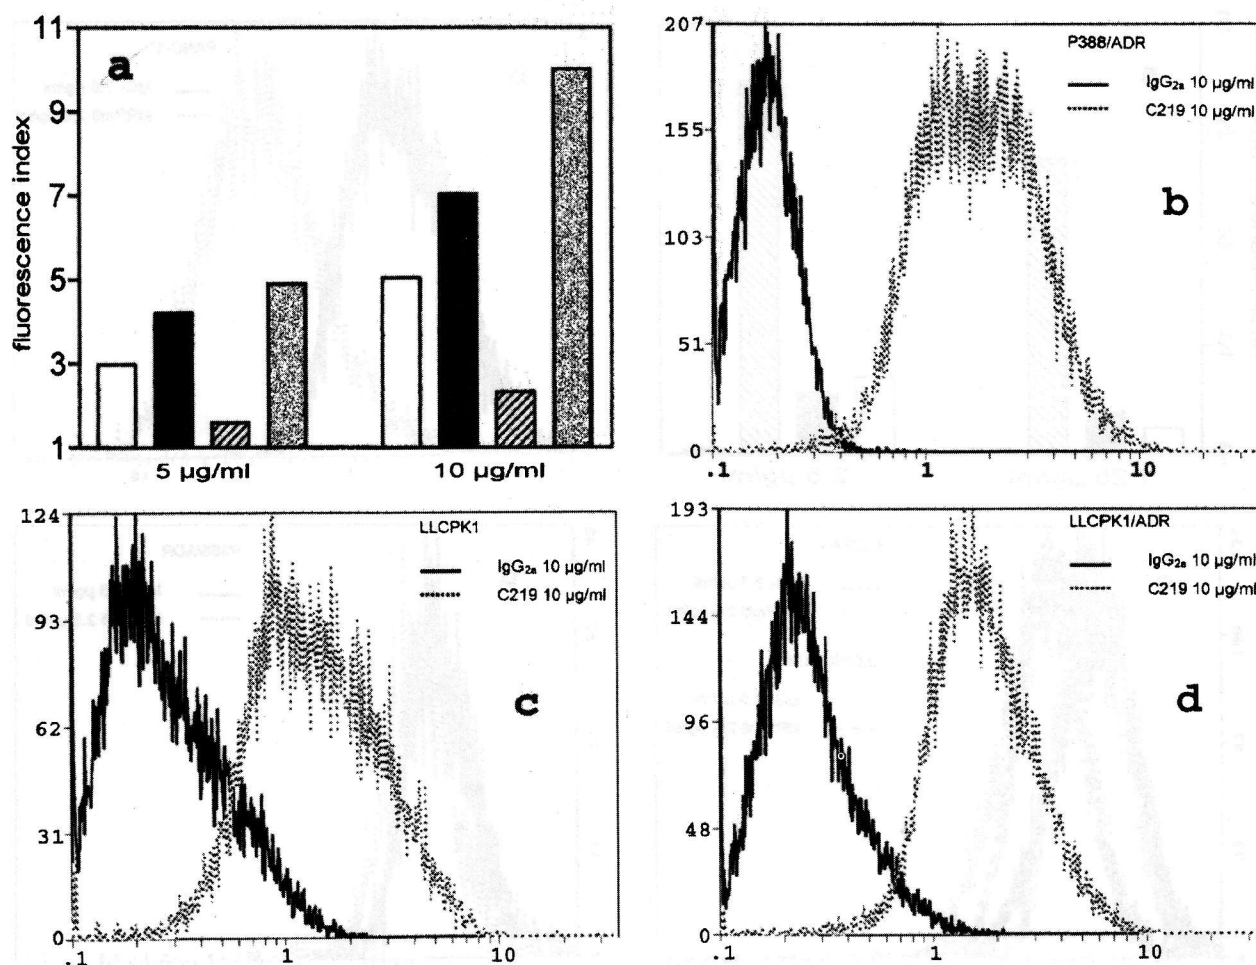 a
fluorescence index
11
9
7
5
3
1
5 µg/ml
10 µg/ml
b
P388/ADR
IgG2a 10 µg/ml
C219 10 µg/ml
207
155
103
51
0
.1
1
10
c
LLCPK1
IgG2a 10 µg/ml
C219 10 µg/ml
124
93
62
31
0
.1
1
10
d
LLCPK1/ADR
IgG2a 10 µg/ml
C219 10 µg/ml
193
144
96
48
0
.1
1
10